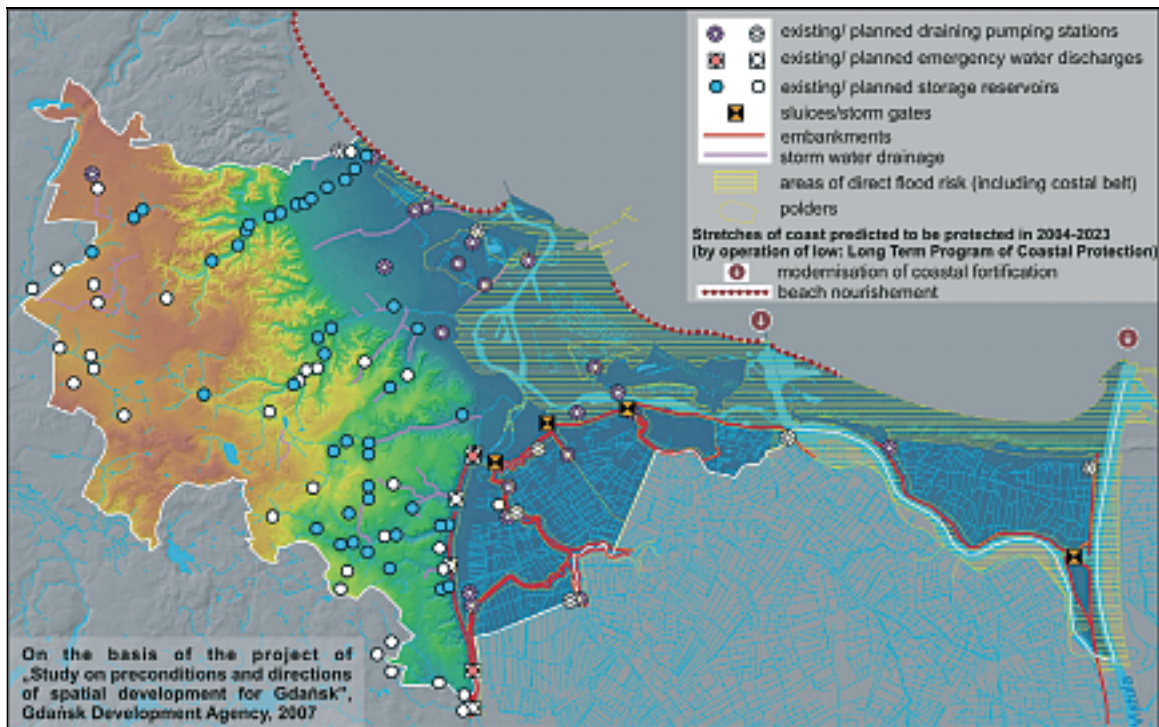 existing/ planned draining pumping stations
existing/ planned emergency water discharges
existing/ planned storage reservoirs
sluices/storm gates
embankments
storm water drainage
areas of direct flood risk (including costal belt)
polders
Stretches of coast predicted to be protected in 2004-2023
(by operation of low: Long Term Program of Coastal Protection)
modernisation of coastal fortification
beach nourishement
On the basis of the project of
„Study on preconditions and directions
of spatial development for Gdańsk",
Gdańsk Development Agency, 2007